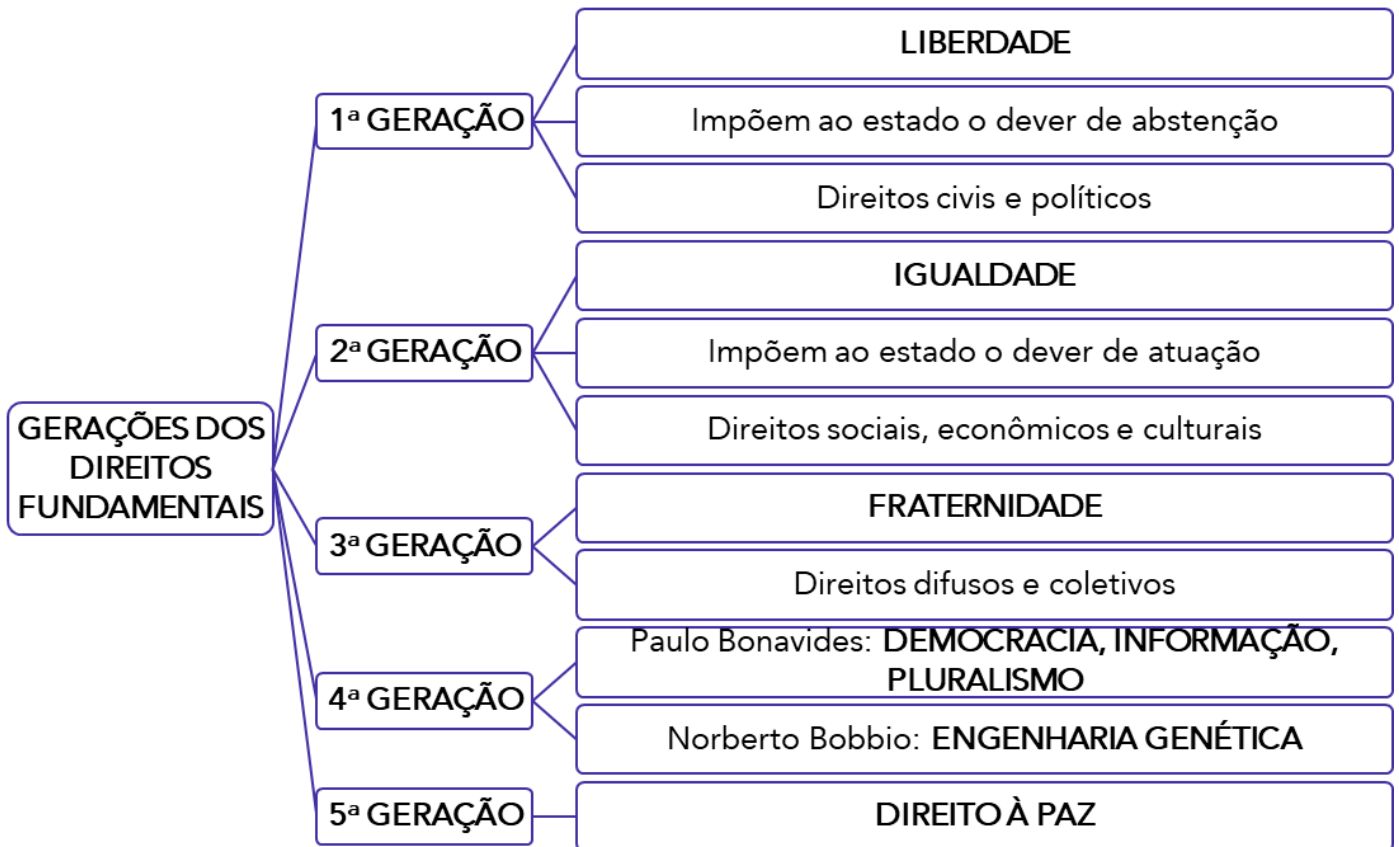 GERAÇÕES DOS
DIREITOS
FUNDAMENTAIS
1ª GERAÇÃO
LIBERDADE
Impõem ao estado o dever de abstenção
Direitos civis e políticos
2ª GERAÇÃO
IGUALDADE
Impõem ao estado o dever de atuação
Direitos sociais, econômicos e culturais
3ª GERAÇÃO
FRATERNIDADE
Direitos difusos e coletivos
4ª GERAÇÃO
Paulo Bonavides: DEMOCRACIA, INFORMAÇÃO,
PLURALISMO
Norberto Bobbio: ENGENHARIA GENÉTICA
5ª GERAÇÃO
DIREITO À PAZ